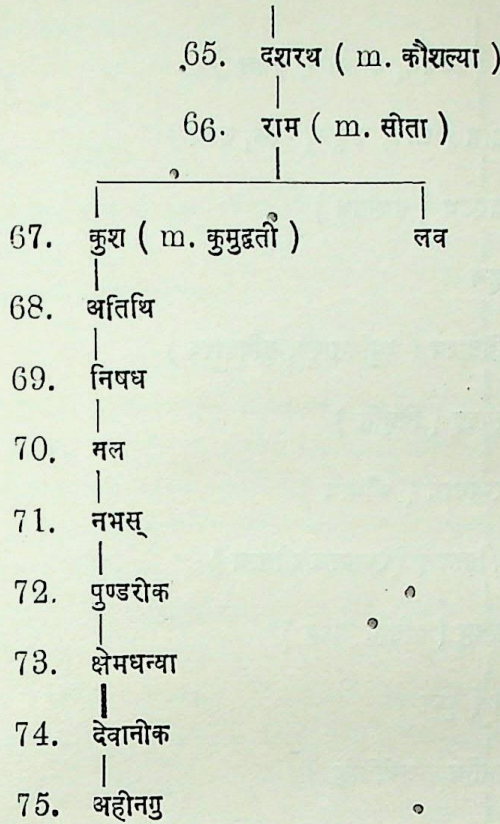 65. दशरथ ( m. कौशल्या )
66. राम ( m. सीता )
67. कुश ( m. कुमुद्वती ) लव
68. अतिथि
69. निषध
70. नल
71. नभस्
72. पुण्डरीक
73. क्षेमधन्वा
74. देवानीक
75. अहीनगु